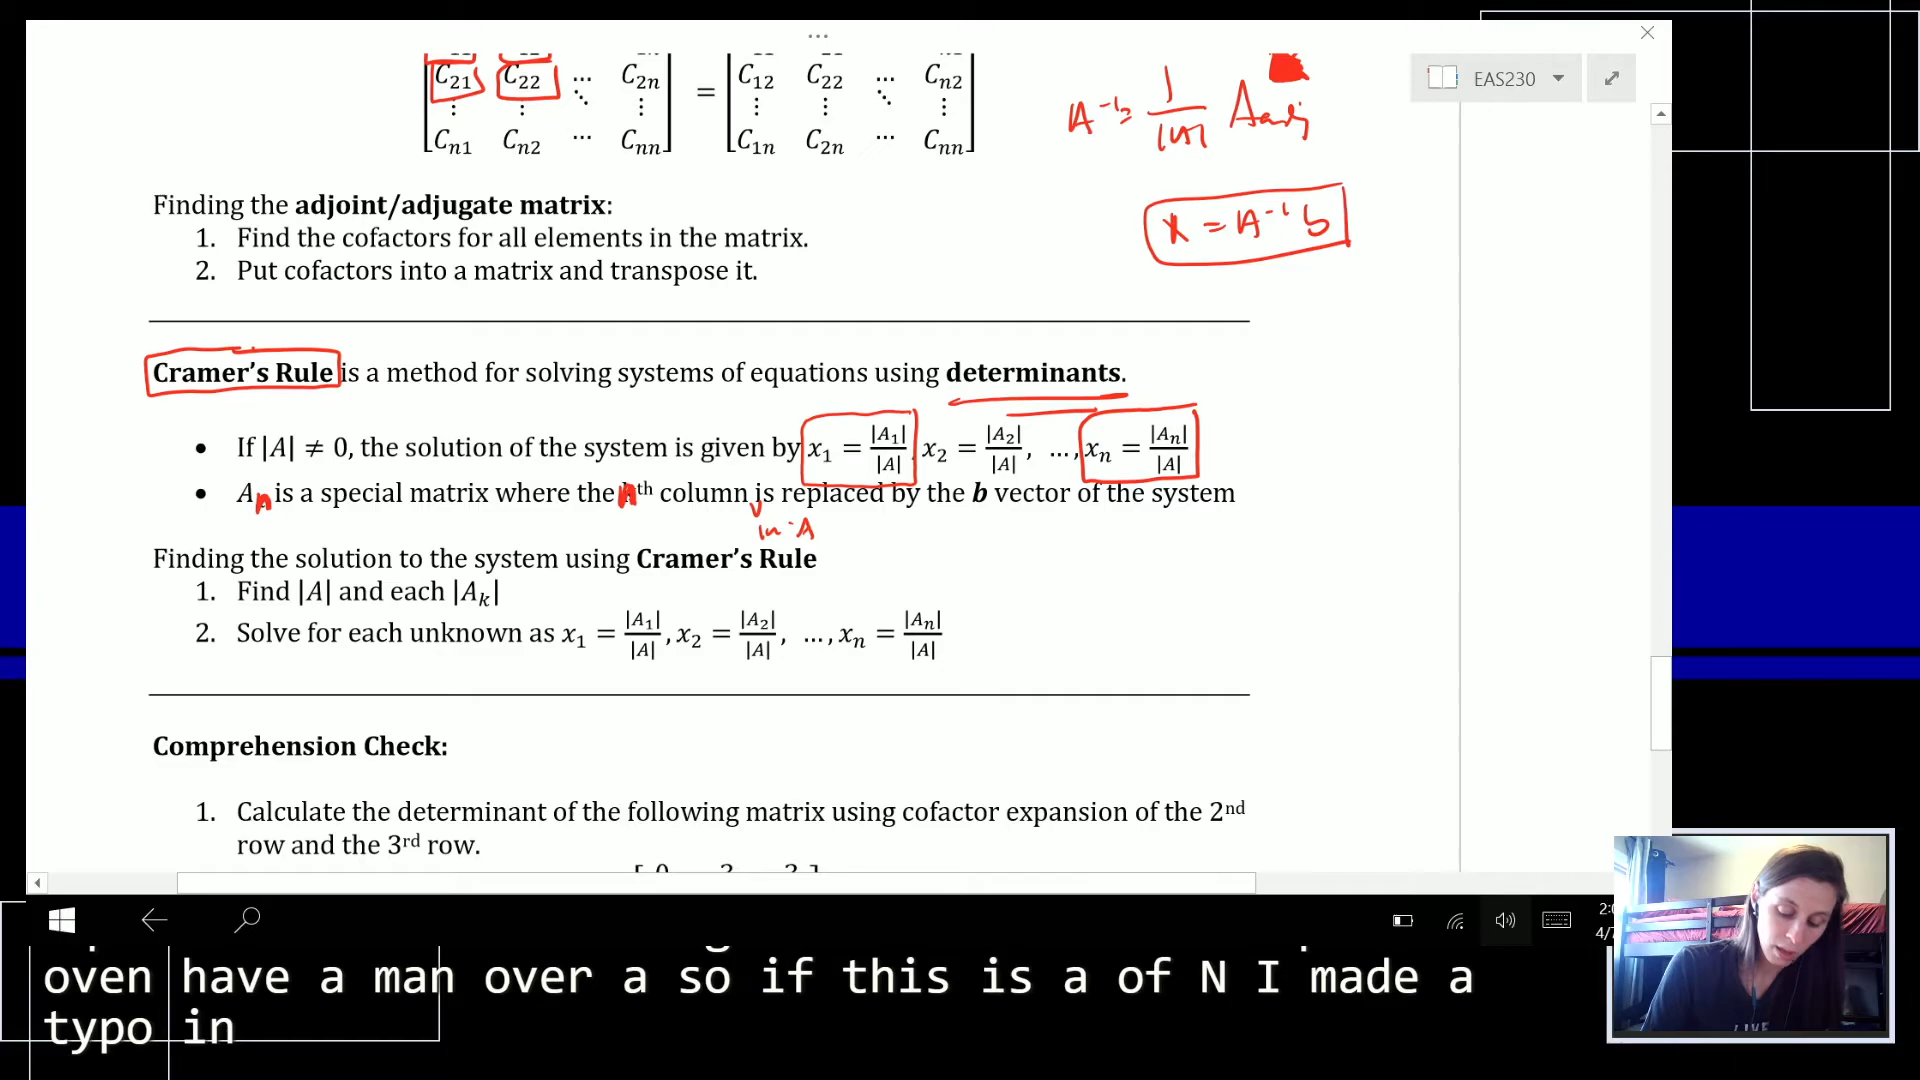 ...
C21 C22 ⋯ C2n = C12 C22 ⋯ Cn2
⋮ ⋮ ⋱ ⋮ ⋮ ⋮ ⋱ ⋮
Cn1 Cn2 ⋯ Cnn C1n C2n ⋯ Cnn
A⁻¹ = 1/|A| Aadj
EAS230
x = A⁻¹ b
Finding the adjoint/adjugate matrix:
1. Find the cofactors for all elements in the matrix.
2. Put cofactors into a matrix and transpose it.
Cramer's Rule is a method for solving systems of equations using determinants.
• If |A| ≠ 0, the solution of the system is given by x₁ = |A₁|/|A|, x₂ = |A₂|/|A|, …, xₙ = |Aₙ|/|A|
• Aₙ is a special matrix where the nth column is replaced by the b vector of the system
in A
Finding the solution to the system using Cramer's Rule
1. Find |A| and each |Aₖ|
2. Solve for each unknown as x₁ = |A₁|/|A|, x₂ = |A₂|/|A|, …, xₙ = |Aₙ|/|A|
Comprehension Check:
1. Calculate the determinant of the following matrix using cofactor expansion of the 2nd
row and the 3rd row.
oven have a man over a so if this is a of N I made a
typo in